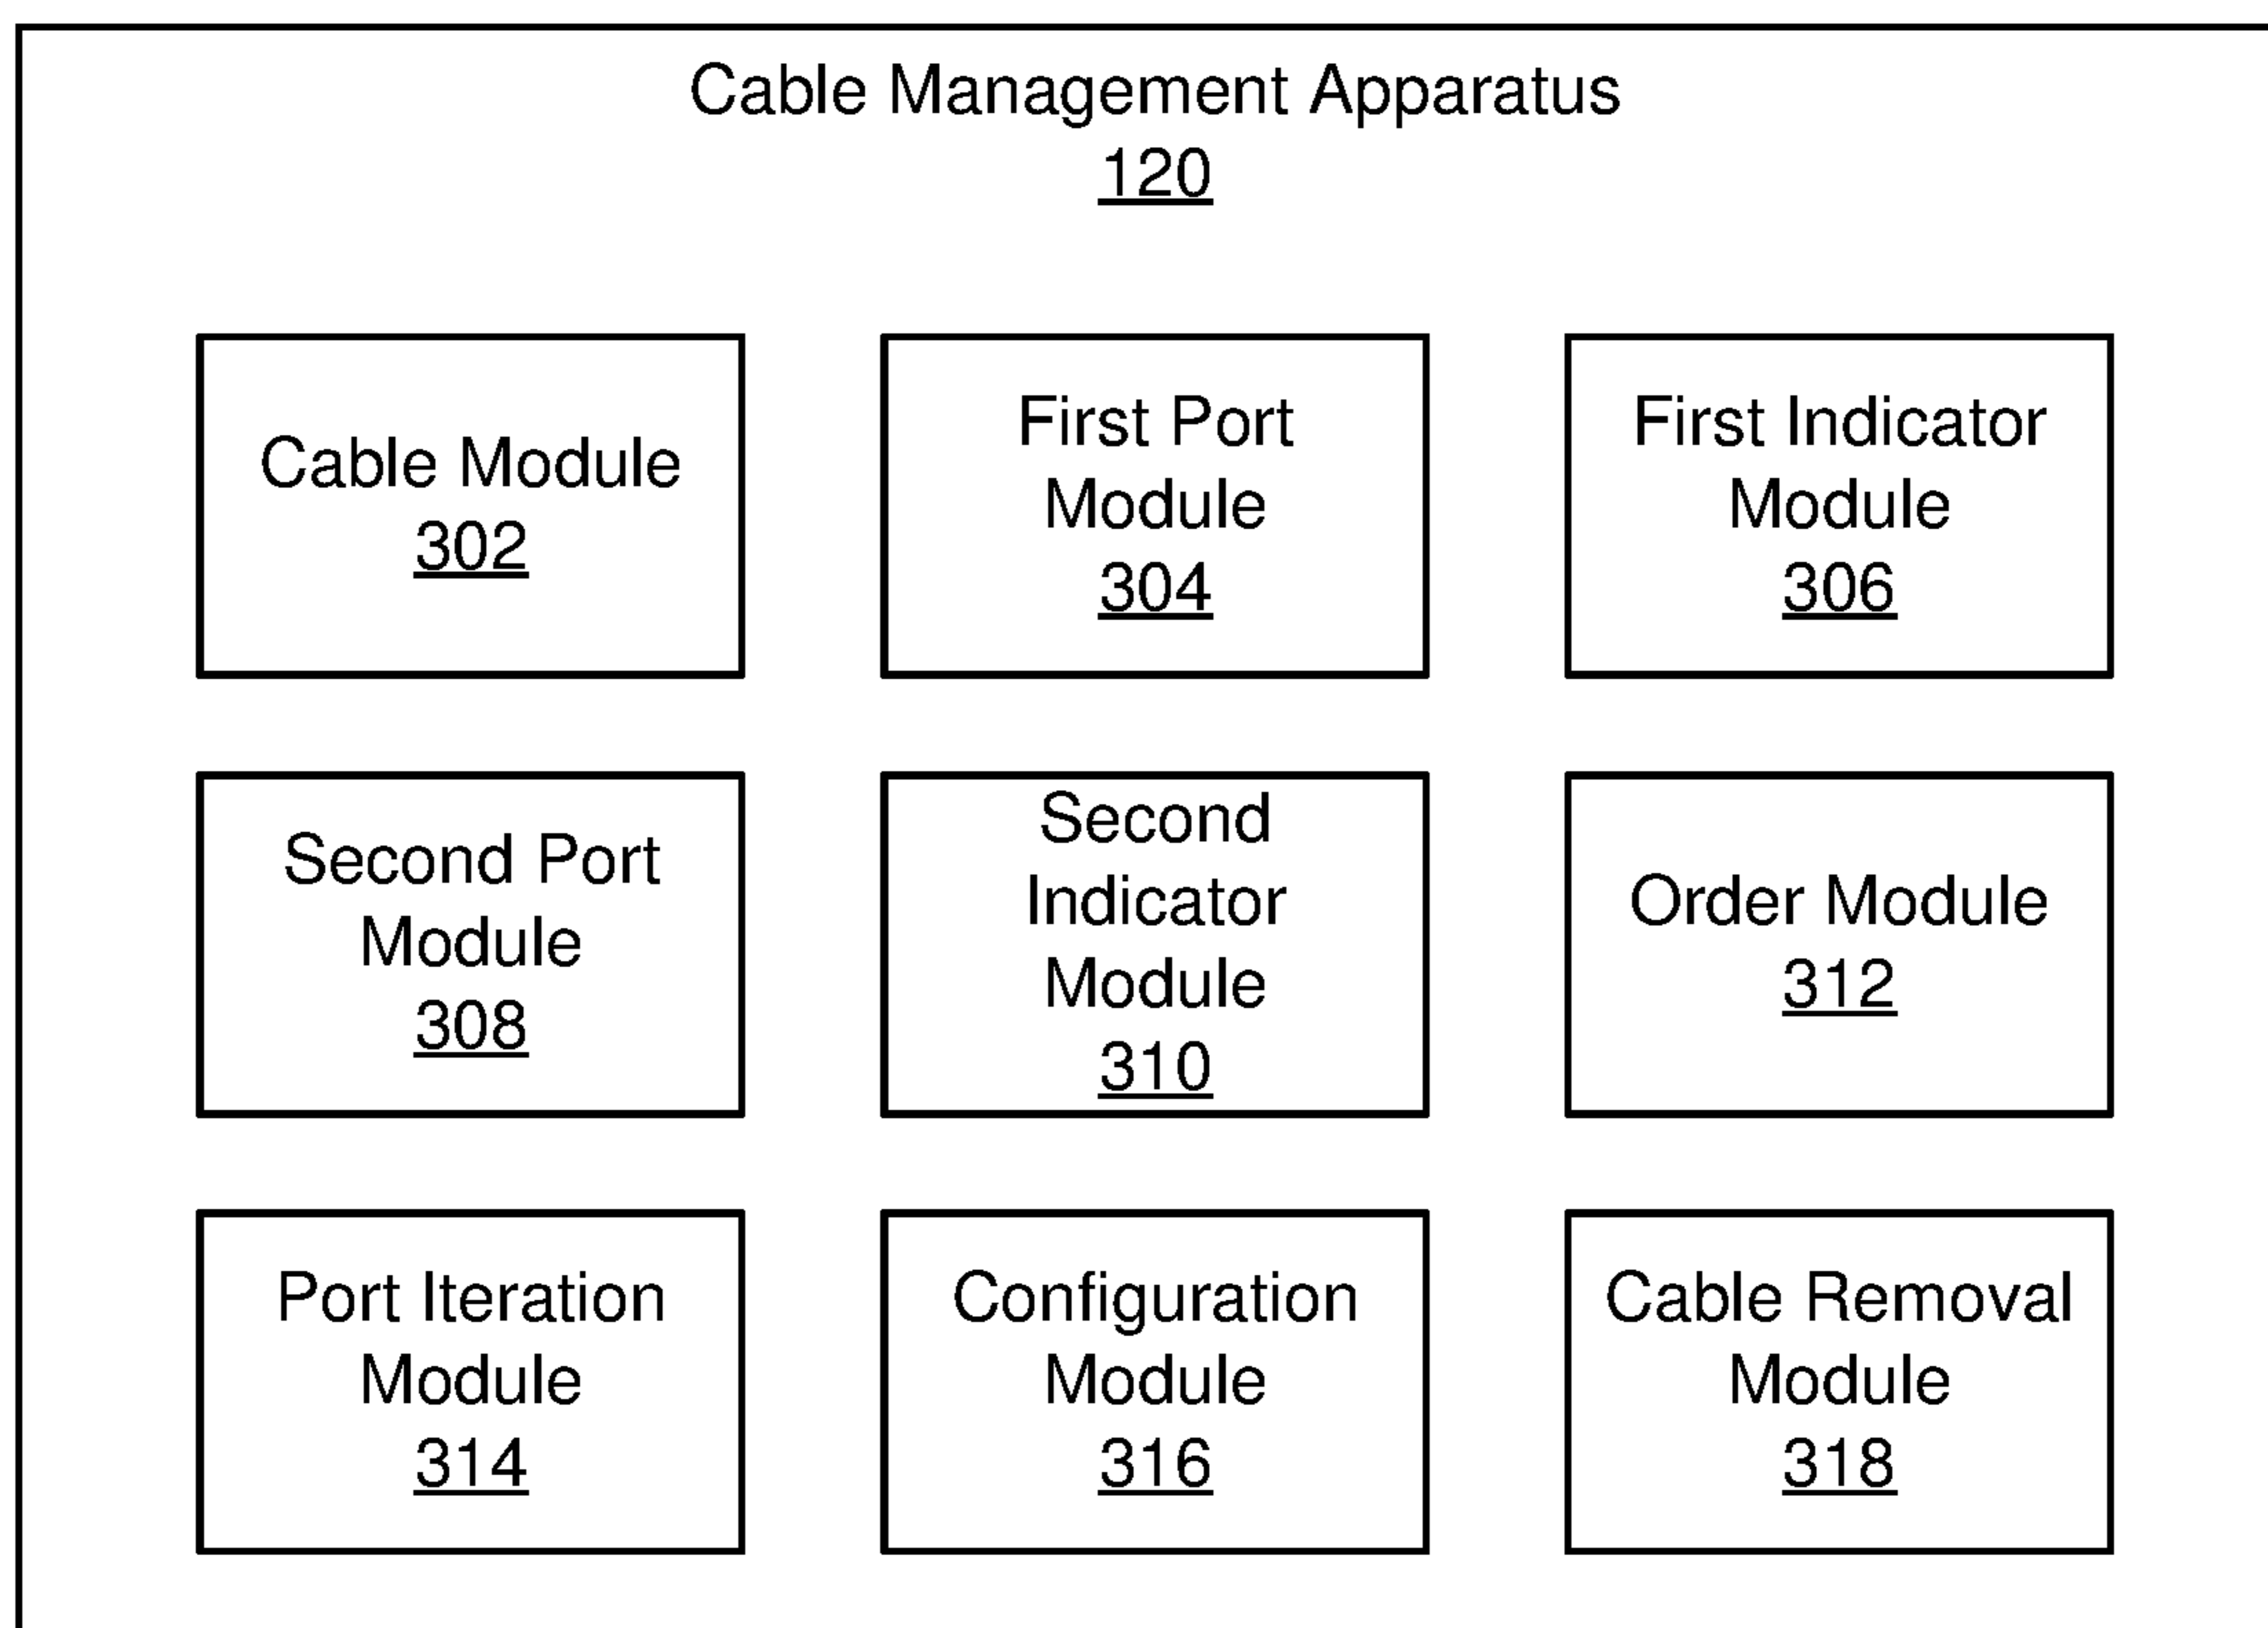 Cable Management Apparatus
120
Cable Module
302
First Port
Module
304
First Indicator
Module
306
Second Port
Module
308
Second
Indicator
Module
310
Order Module
312
Port Iteration
Module
314
Configuration
Module
316
Cable Removal
Module
318